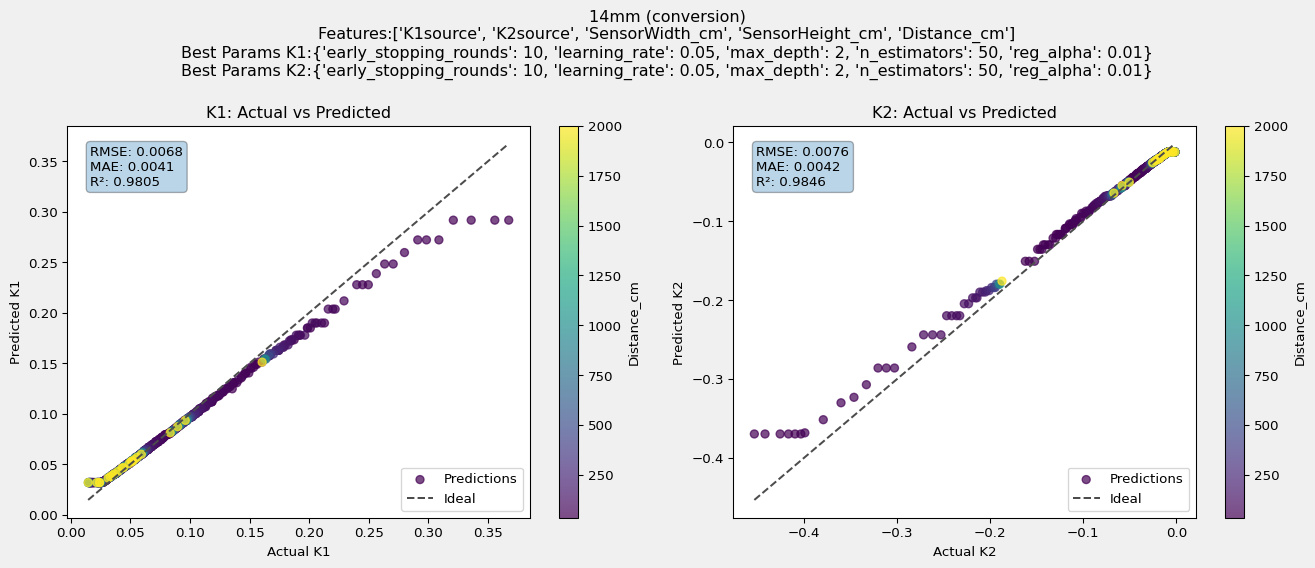 14mm (conversion)
Features:['K1source', 'K2source', 'SensorWidth_cm', 'SensorHeight_cm', 'Distance_cm']
Best Params K1:{'early_stopping_rounds': 10, 'learning_rate': 0.05, 'max_depth': 2, 'n_estimators': 50, 'reg_alpha': 0.01}
Best Params K2:{'early_stopping_rounds': 10, 'learning_rate': 0.05, 'max_depth': 2, 'n_estimators': 50, 'reg_alpha': 0.01}
K1: Actual vs Predicted
RMSE: 0.0068
MAE: 0.0041
R²: 0.9805
0.35
0.30
0.25
0.20
0.15
0.10
0.05
0.00
Predicted K1
0.00 0.05 0.10 0.15 0.20 0.25 0.30 0.35
Actual K1
Predictions
Ideal
2000
1750
1500
1250
1000
750
500
250
Distance_cm
K2: Actual vs Predicted
RMSE: 0.0076
MAE: 0.0042
R²: 0.9846
0.0
−0.1
−0.2
−0.3
−0.4
Predicted K2
−0.4 −0.3 −0.2 −0.1 0.0
Actual K2
Predictions
Ideal
2000
1750
1500
1250
1000
750
500
250
Distance_cm